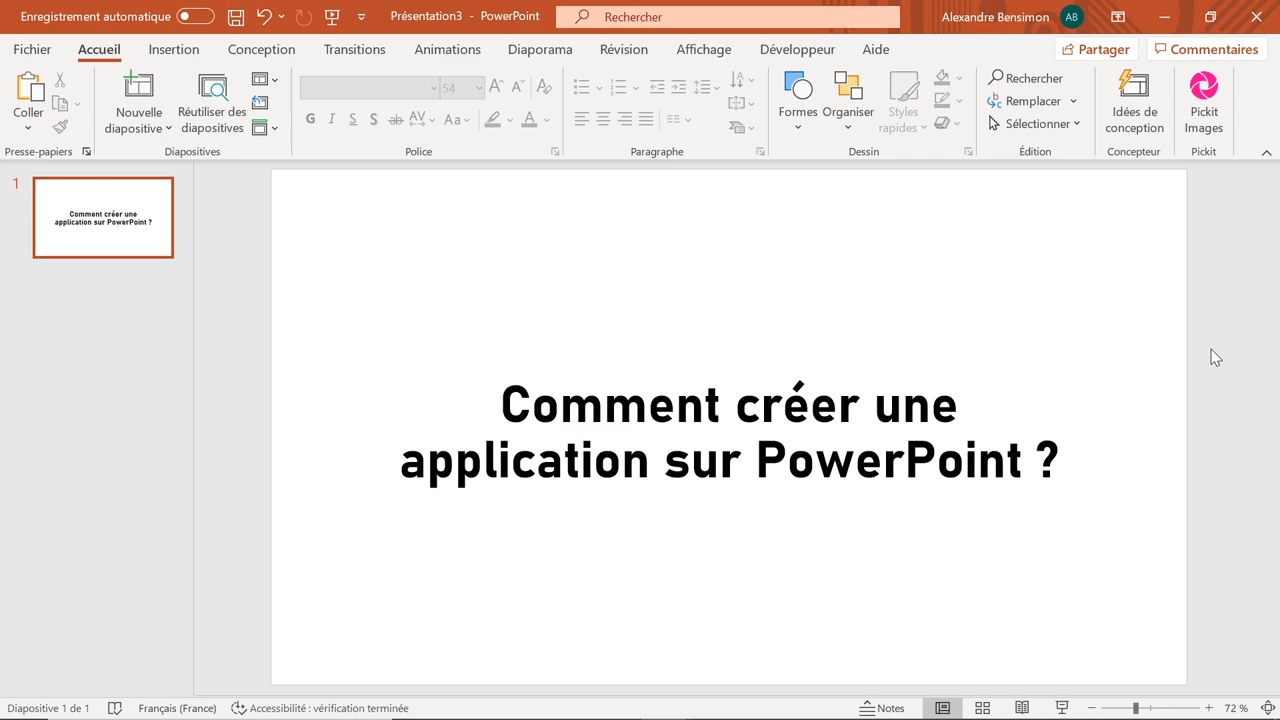 Enregistrement automatique
Présentation3 - PowerPoint
Rechercher
Alexandre Bensimon
AB
Fichier
Accueil
Insertion
Conception
Transitions
Animations
Diaporama
Révision
Affichage
Développeur
Aide
Partager
Commentaires
Coller
Presse-papiers
Nouvelle
diapositive
Réutiliser des
diapositives
Diapositives
Police
Paragraphe
Formes
Organiser
Styles
rapides
Dessin
Rechercher
Remplacer
Sélectionner
Édition
Idées de
conception
Concepteur
Pickit
Images
Pickit
1
Comment créer une
application sur PowerPoint ?
Comment créer une
application sur PowerPoint ?
Diapositive 1 de 1
Français (France)
Accessibilité : vérification terminée
Notes
72 %